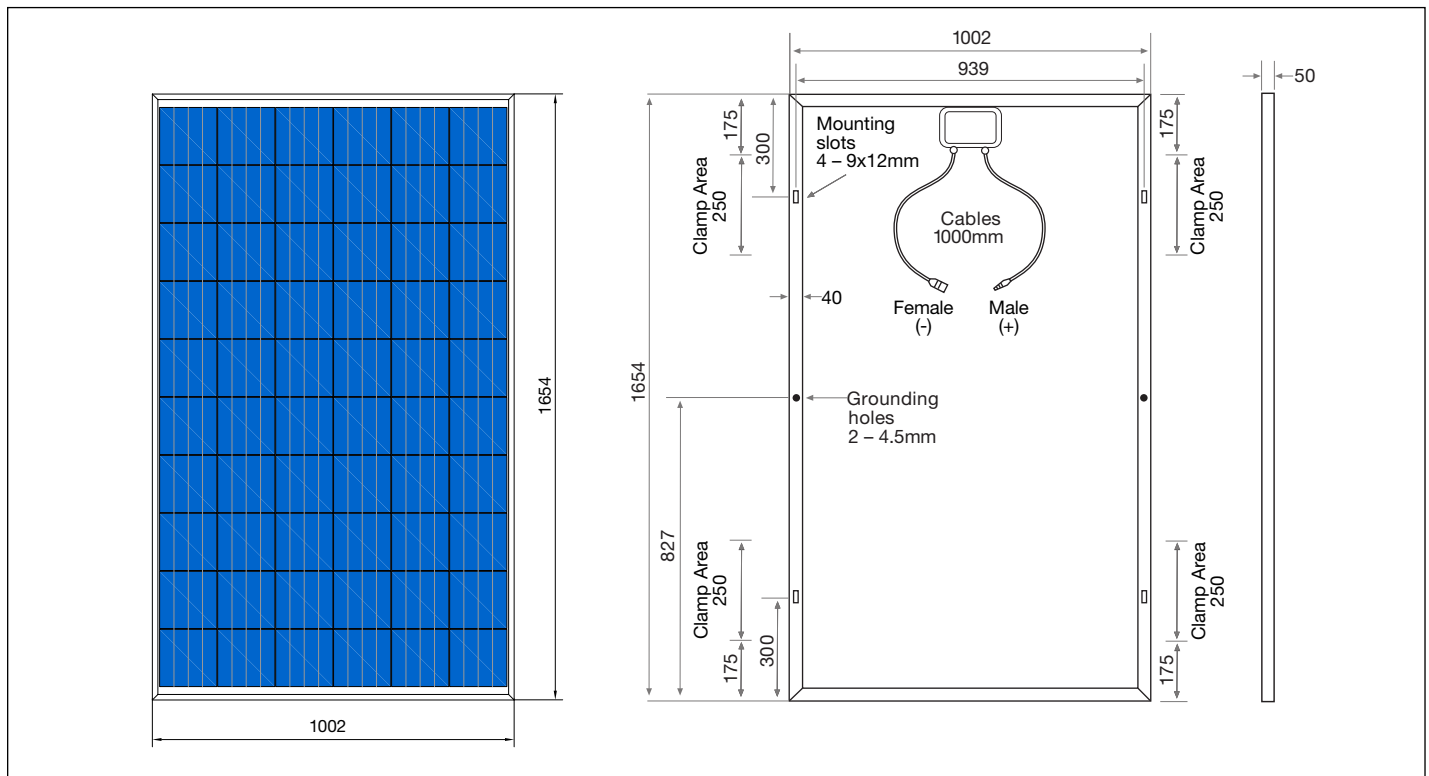 1654
1002
1002
939
50
175
300
Mounting
slots
4 – 9x12mm
Clamp Area
250
Cables
1000mm
175
Clamp Area
250
40
Female
(-)
Male
(+)
1654
Grounding
holes
2 – 4.5mm
827
Clamp Area
250
175
300
Clamp Area
250
175